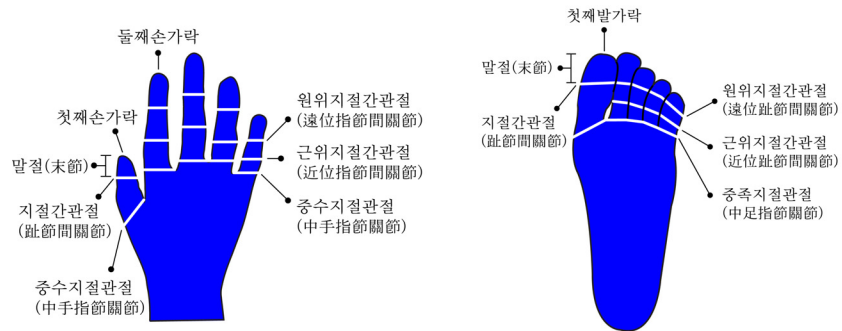 둘째손가락
첫째손가락
말절(末節)
지절간관절
(趾節間關節)
중수지절관절
(中手指節關節)
원위지절간관절
(遠位指節間關節)
근위지절간관절
(近位指節間關節)
중수지절관절
(中手指節關節)
첫째발가락
말절(末節)
지절간관절
(趾節間關節)
원위지절간관절
(遠位趾節間關節)
근위지절간관절
(近位趾節間關節)
중족지절관절
(中足指節關節)